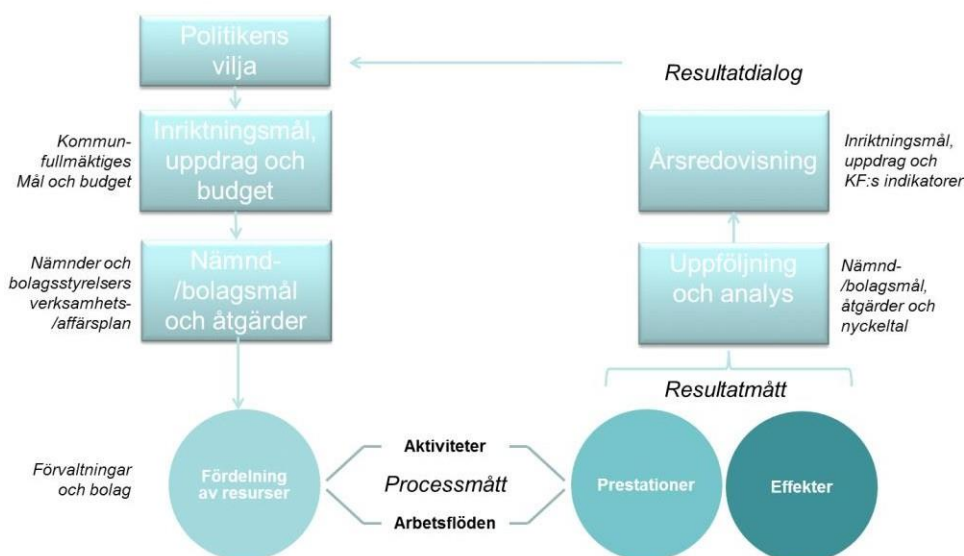 Politikens
vilja
Resultatdialog
Kommun-
fullmäktiges
Mål och budget
Inriktningsmål,
uppdrag och
budget
Årsredovisning
Inriktningsmål,
uppdrag och
KF:s indikatorer
Nämnder och
bolagsstyrelsers
verksamhets-
/affärsplan
Nämnd-
/bolagsmål
och åtgärder
Uppföljning
och analys
Nämnd-
/bolagsmål,
åtgärder och
nyckeltal
Resultatmått
Förvaltningar
och bolag
Fördelning
av resurser
Aktiviteter
Processmått
Arbetsflöden
Prestationer
Effekter